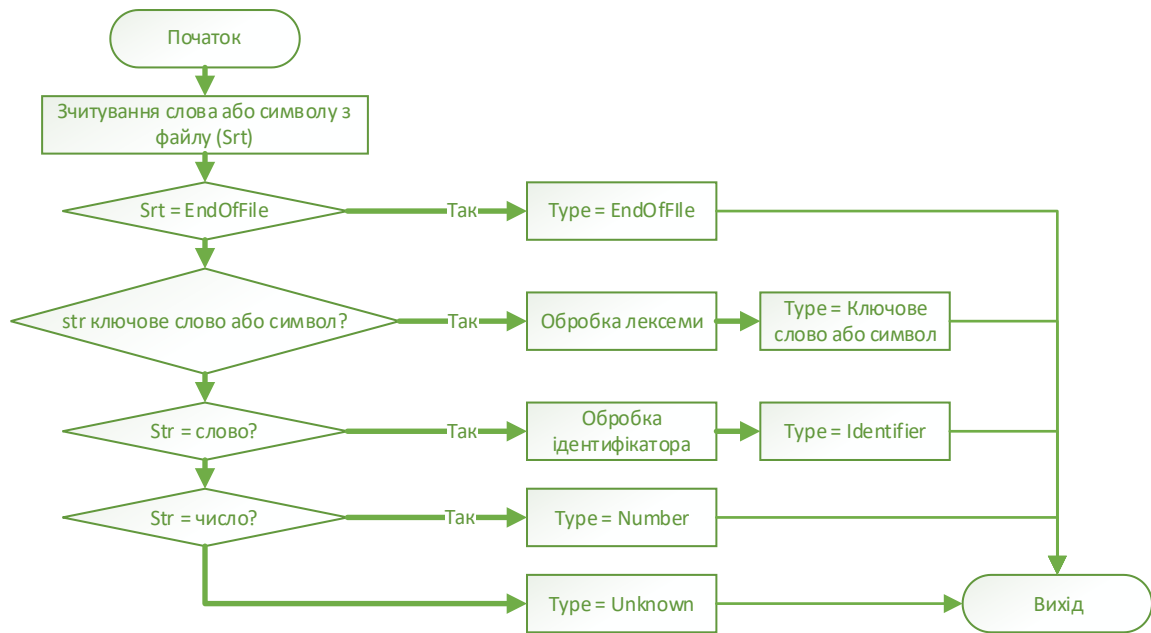 Початок
Зчитування слова або символу з
файлу (Srt)
Srt = EndOfFile
Так
Type = EndOfFIle
str ключове слово або символ?
Так
Обробка лексеми
Type = Ключове
слово або символ
Str = слово?
Так
Обробка
ідентифікатора
Type = Identifier
Str = число?
Так
Type = Number
Type = Unknown
Вихід